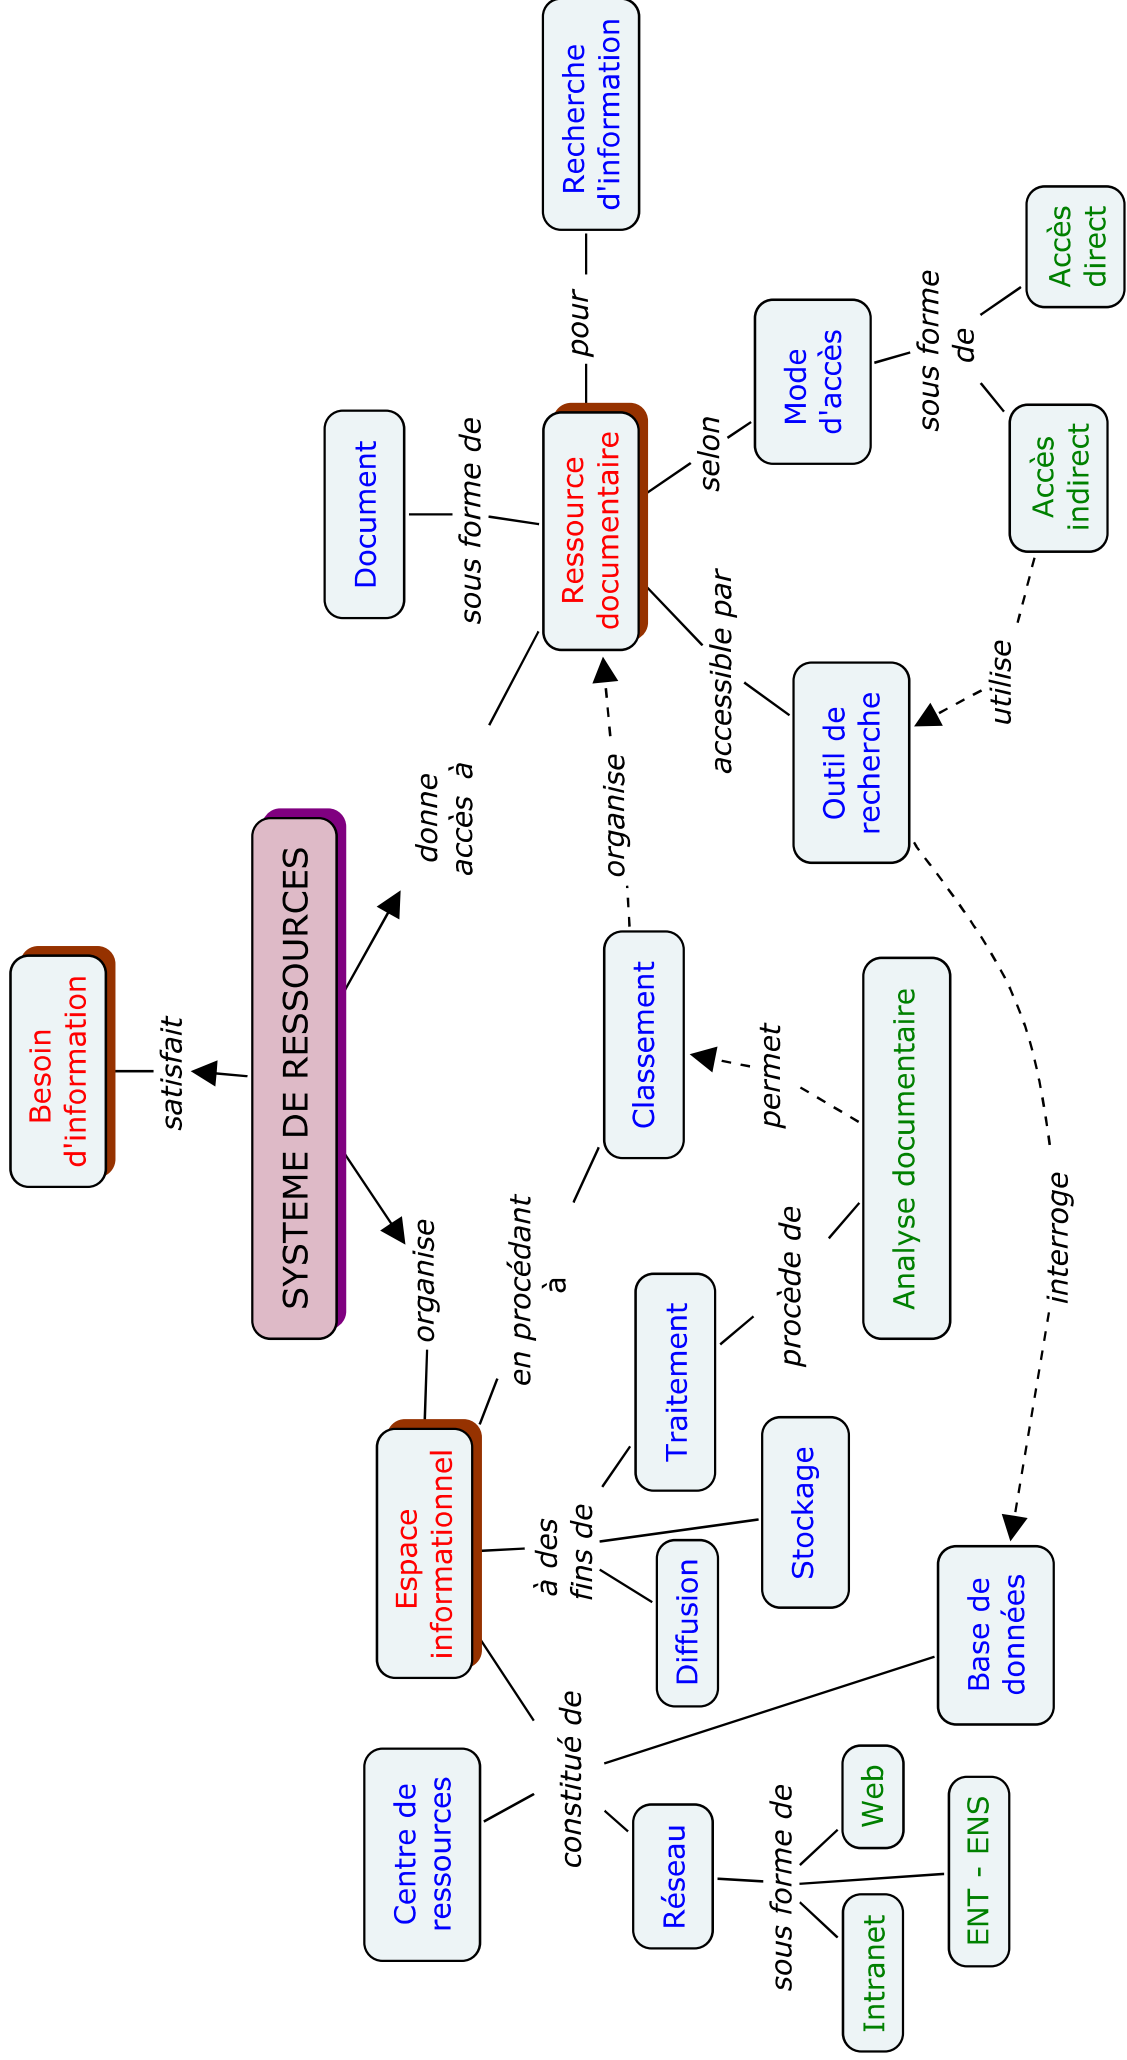 Besoin
d'information
satisfait
SYSTEME DE RESSOURCES
organise
donne
accès à
Espace
informationnel
Document
sous forme de
Ressource
documentaire
pour
Recherche
d'information
en procédant
à
Classement
organise
selon
Mode
d'accès
accessible par
Outil de
recherche
sous forme
de
Accès
indirect
Accès
direct
utilise
à des
fins de
Diffusion
Stockage
Traitement
procède de
Analyse documentaire
permet
interroge
constitué de
Centre de
ressources
Réseau
Base de
données
sous forme de
Intranet
ENT - ENS
Web